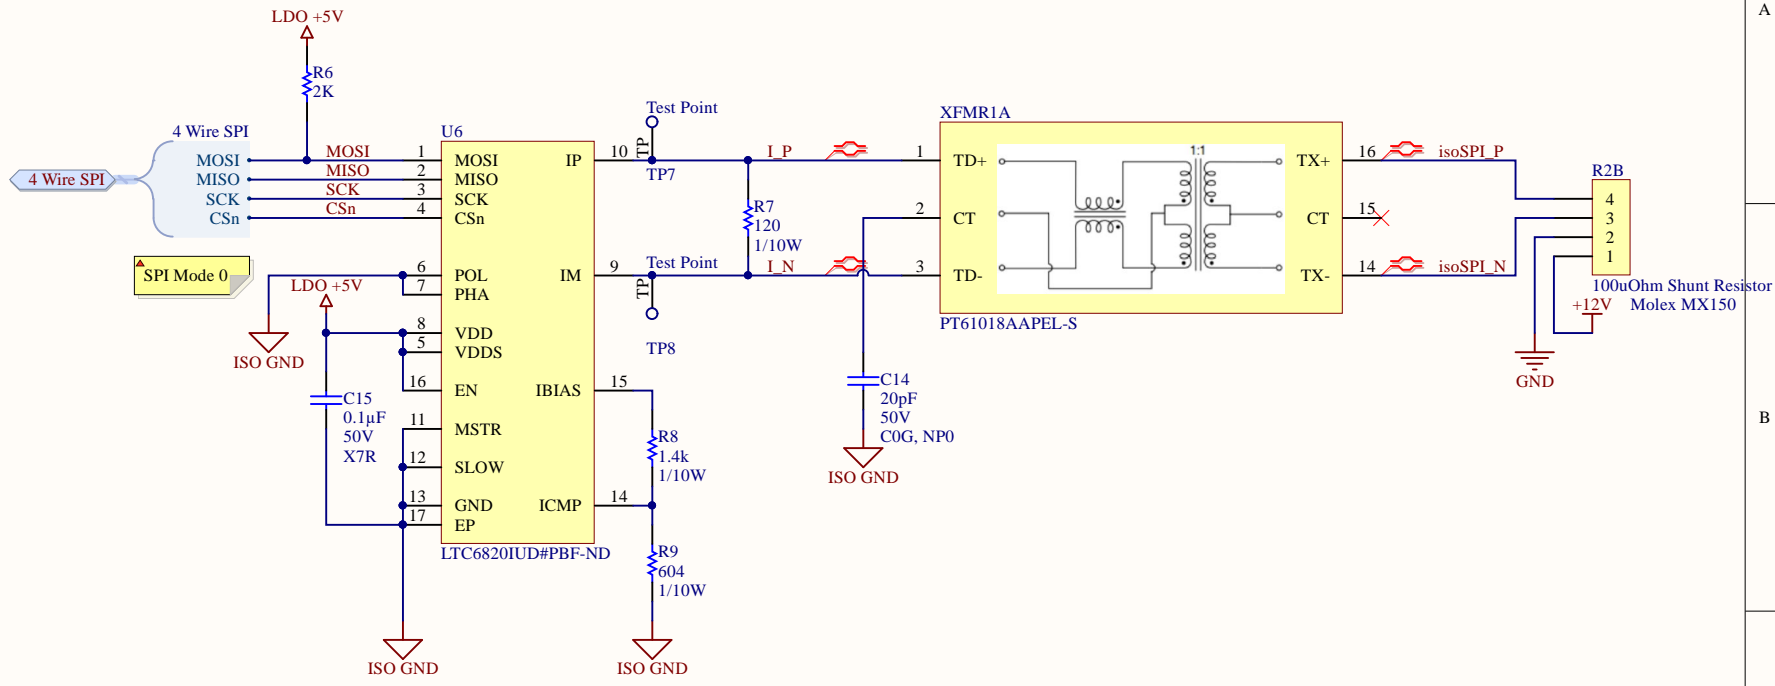 A
LDO +5V
R6
2K
4 Wire SPI
MOSI
MISO
SCK
CSn
4 Wire SPI
MOSI
MISO
SCK
CSn
SPI Mode 0
LDO +5V
ISO GND
C15
0.1µF
50V
X7R
ISO GND
U6
1 MOSI IP 10
2 MISO
3 SCK
4 CSn
6 POL IM 9
7 PHA
8 VDD
5 VDDS
16 EN IBIAS 15
11 MSTR
12 SLOW
13 GND ICMP 14
17 EP
LTC6820IUD#PBF-ND
Test Point
TP
TP7
I_P
R7
120
1/10W
Test Point
I_N
TP
TP8
R8
1.4k
1/10W
R9
604
1/10W
ISO GND
C14
20pF
50V
C0G, NP0
ISO GND
XFMR1A
1 TD+ 1:1 TX+ 16
2 CT CT 15
3 TD- TX- 14
PT61018AAPEL-S
isoSPI_P
isoSPI_N
R2B
4
3
2
1
100uOhm Shunt Resistor
Molex MX150
+12V
GND
B